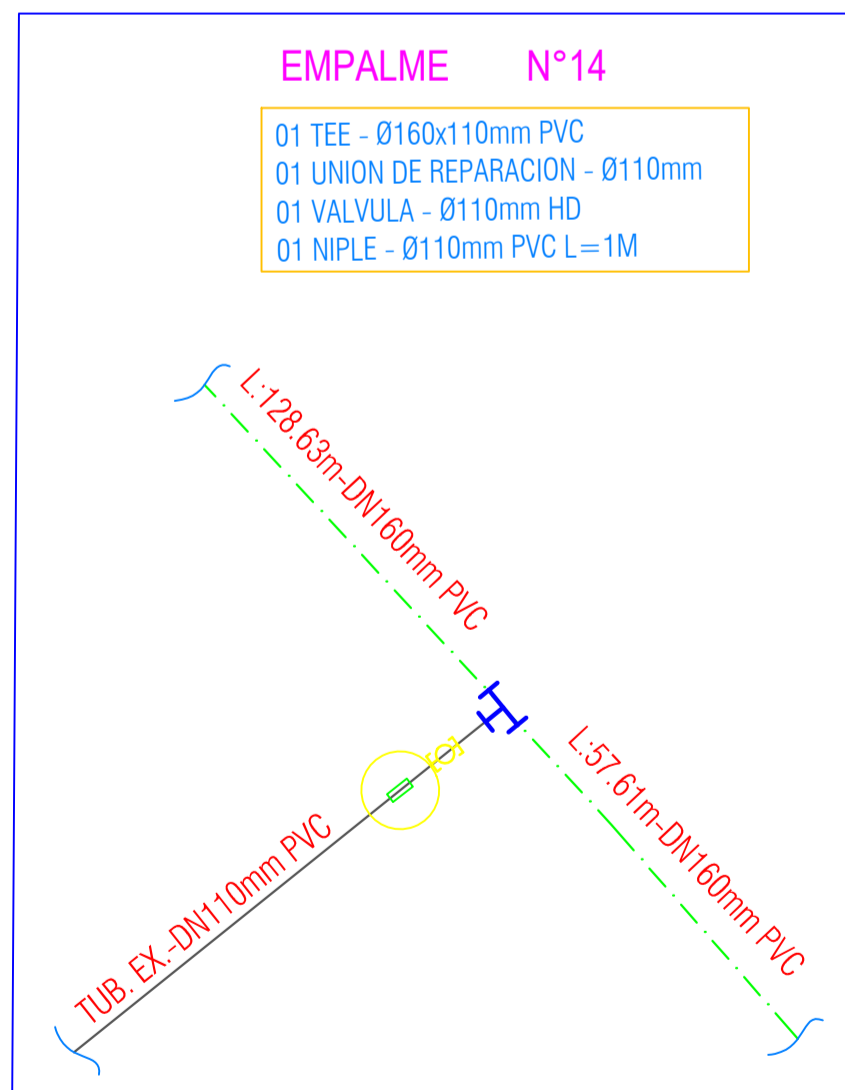 EMPALME N°14
01 TEE - Ø160x110mm PVC
01 UNION DE REPARACION - Ø110mm
01 VALVULA - Ø110mm HD
01 NIPLE - Ø110mm PVC L=1M
L:128.63m-DN160mm PVC
L:57.61m-DN160mm PVC
TUB. EX.-DN110mm PVC